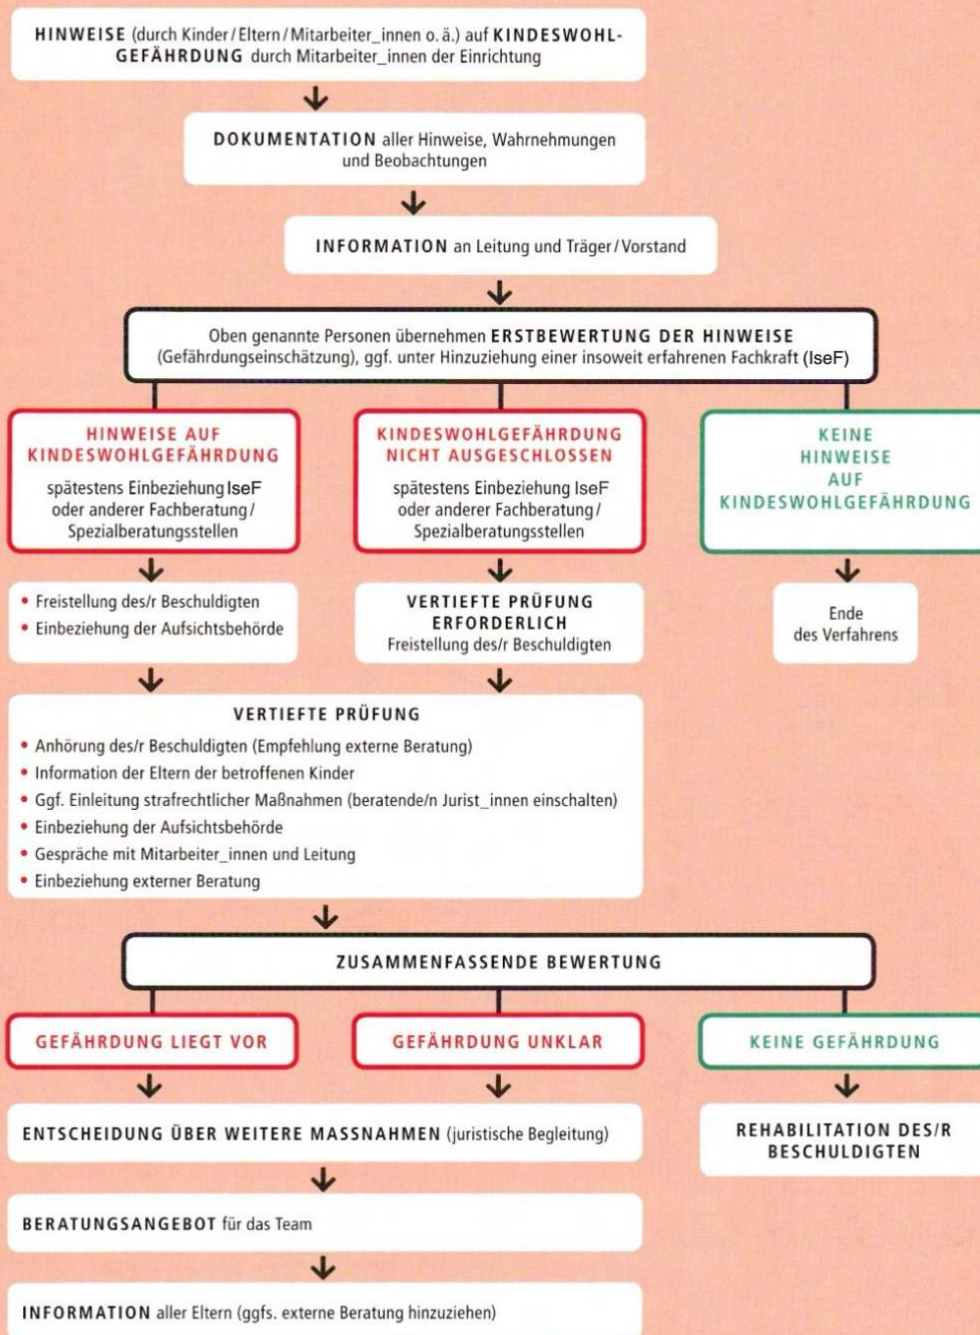 HINWEISE (durch Kinder/Eltern/Mitarbeiter_innen o. ä.) auf KINDESWOHL-
GEFÄHRDUNG durch Mitarbeiter_innen der Einrichtung
DOKUMENTATION aller Hinweise, Wahrnehmungen
und Beobachtungen
INFORMATION an Leitung und Träger/Vorstand
Oben genannte Personen übernehmen ERSTBEWERTUNG DER HINWEISE
(Gefährdungseinschätzung), ggf. unter Hinzuziehung einer insoweit erfahrenen Fachkraft (IseF)
HINWEISE AUF
KINDESWOHLGEFÄHRDUNG
spätestens Einbeziehung IseF
oder anderer Fachberatung/
Spezialberatungsstellen
KINDESWOHLGEFÄHRDUNG
NICHT AUSGESCHLOSSEN
spätestens Einbeziehung IseF
oder anderer Fachberatung/
Spezialberatungsstellen
KEINE
HINWEISE
AUF
KINDESWOHLGEFÄHRDUNG
• Freistellung des/r Beschuldigten
• Einbeziehung der Aufsichtsbehörde
VERTIEFTE PRÜFUNG
ERFORDERLICH
Freistellung des/r Beschuldigten
Ende
des Verfahrens
VERTIEFTE PRÜFUNG
• Anhörung des/r Beschuldigten (Empfehlung externe Beratung)
• Information der Eltern der betroffenen Kinder
• Ggf. Einleitung strafrechtlicher Maßnahmen (beratende/n Jurist_innen einschalten)
• Einbeziehung der Aufsichtsbehörde
• Gespräche mit Mitarbeiter_innen und Leitung
• Einbeziehung externer Beratung
ZUSAMMENFASSENDE BEWERTUNG
GEFÄHRDUNG LIEGT VOR
GEFÄHRDUNG UNKLAR
KEINE GEFÄHRDUNG
ENTSCHEIDUNG ÜBER WEITERE MASSNAHMEN (juristische Begleitung)
REHABILITATION DES/R
BESCHULDIGTEN
BERATUNGSANGEBOT für das Team
INFORMATION aller Eltern (ggfs. externe Beratung hinzuziehen)